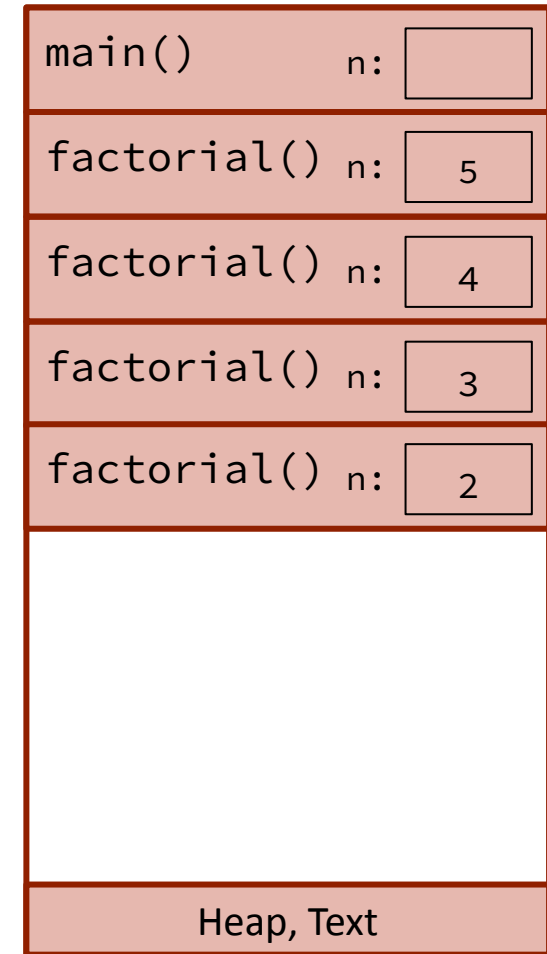 main() n:
factorial() n: 5
factorial() n: 4
factorial() n: 3
factorial() n: 2
Heap, Text